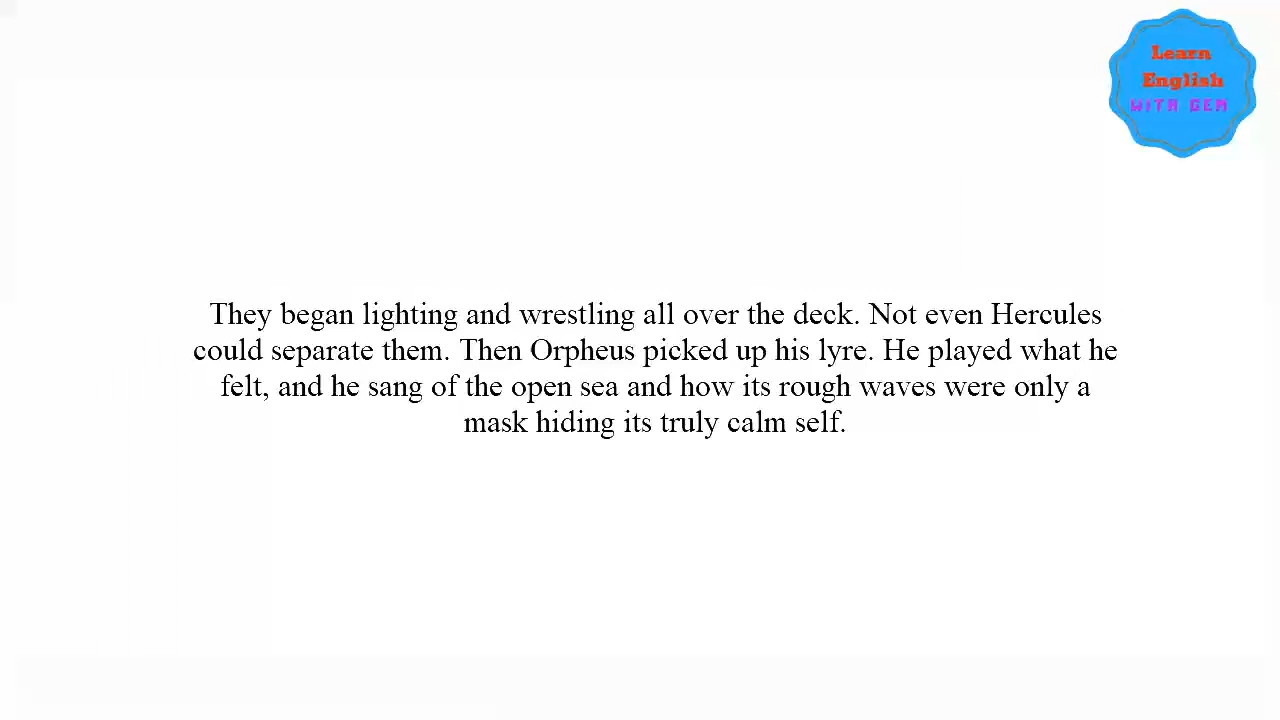 Learn
English
WITH GEM
They began lighting and wrestling all over the deck. Not even Hercules
could separate them. Then Orpheus picked up his lyre. He played what he
felt, and he sang of the open sea and how its rough waves were only a
mask hiding its truly calm self.